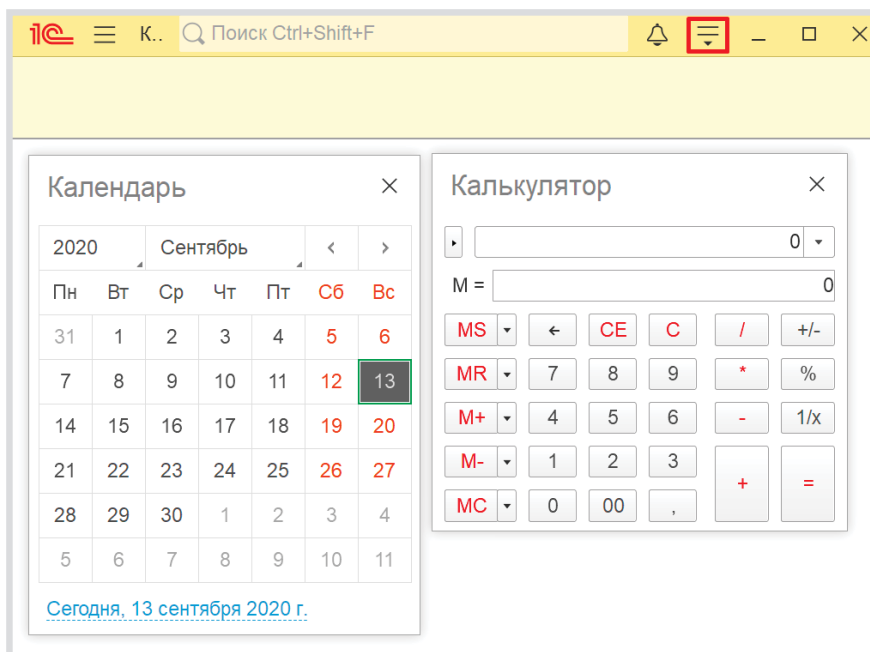 1С К.. Поиск Ctrl+Shift+F
Календарь
2020 Сентябрь < >
Пн Вт Ср Чт Пт Сб Вс
31 1 2 3 4 5 6
7 8 9 10 11 12 13
14 15 16 17 18 19 20
21 22 23 24 25 26 27
28 29 30 1 2 3 4
5 6 7 8 9 10 11
Сегодня, 13 сентября 2020 г.
Калькулятор
0
M = 0
MS ← CE C / +/-
MR 7 8 9 * %
M+ 4 5 6 - 1/x
M- 1 2 3 + =
MC 0 00 ,